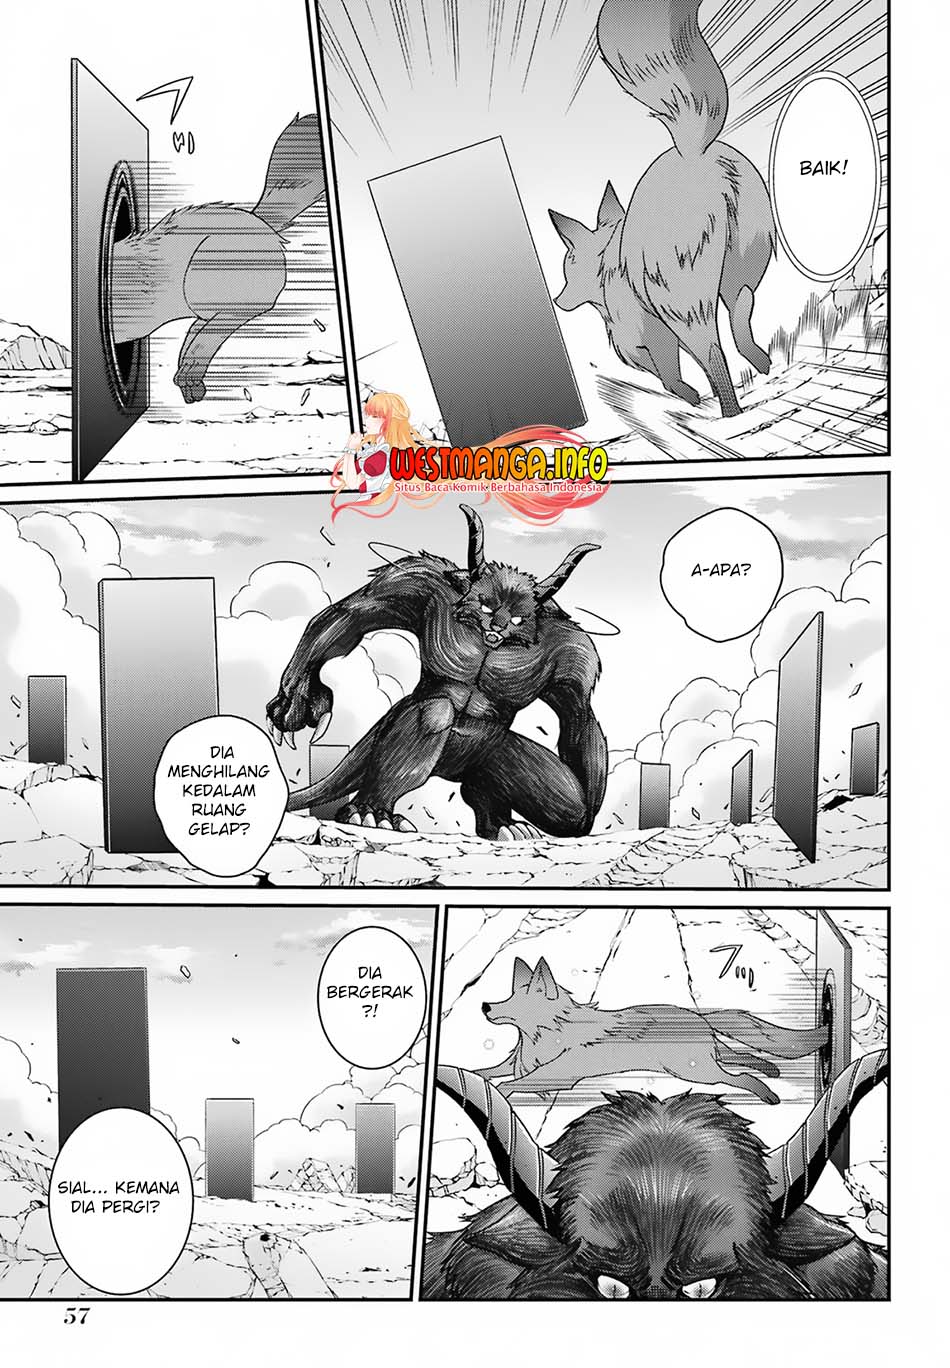 BAIK!
WESTMANGA.INFO
Situs Baca Komik Berbahasa Indonesia
A-APA?
DIA
MENGHILANG
KEDALAM
RUANG
GELAP?
DIA
BERGERAK
?!
SIAL... KEMANA
DIA PERGI?
57